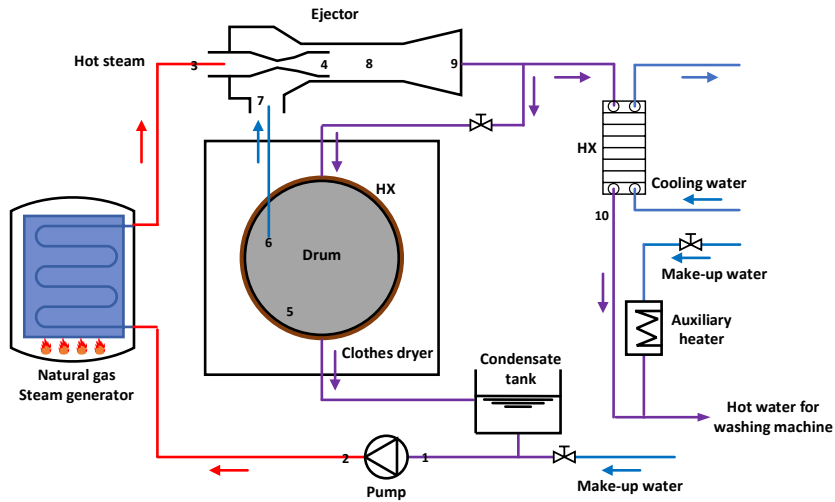 Ejector
Hot steam
3
4
8
9
7
HX
Cooling water
10
HX
6
Drum
5
Make-up water
Auxiliary
heater
Clothes dryer
Condensate
tank
Natural gas
Steam generator
Hot water for
washing machine
2
1
Pump
Make-up water